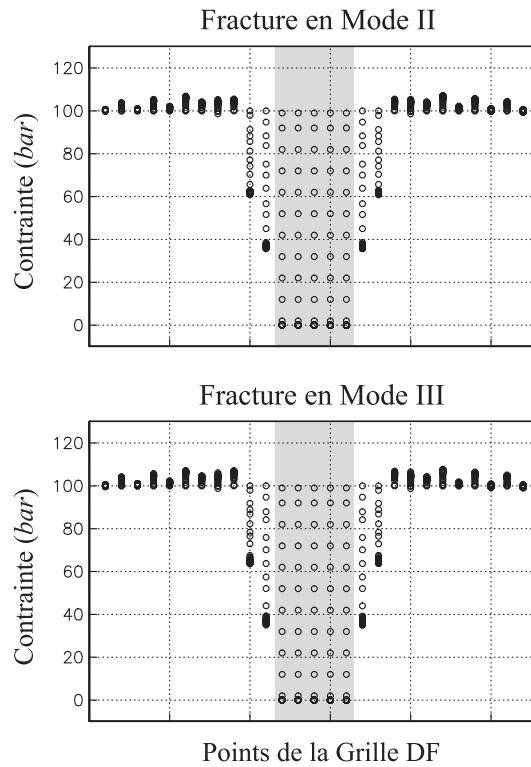 Fracture en Mode II
120
100
80
60
40
20
0
Contrainte (bar)
Fracture en Mode III
120
100
80
60
40
20
0
Contrainte (bar)
Points de la Grille DF